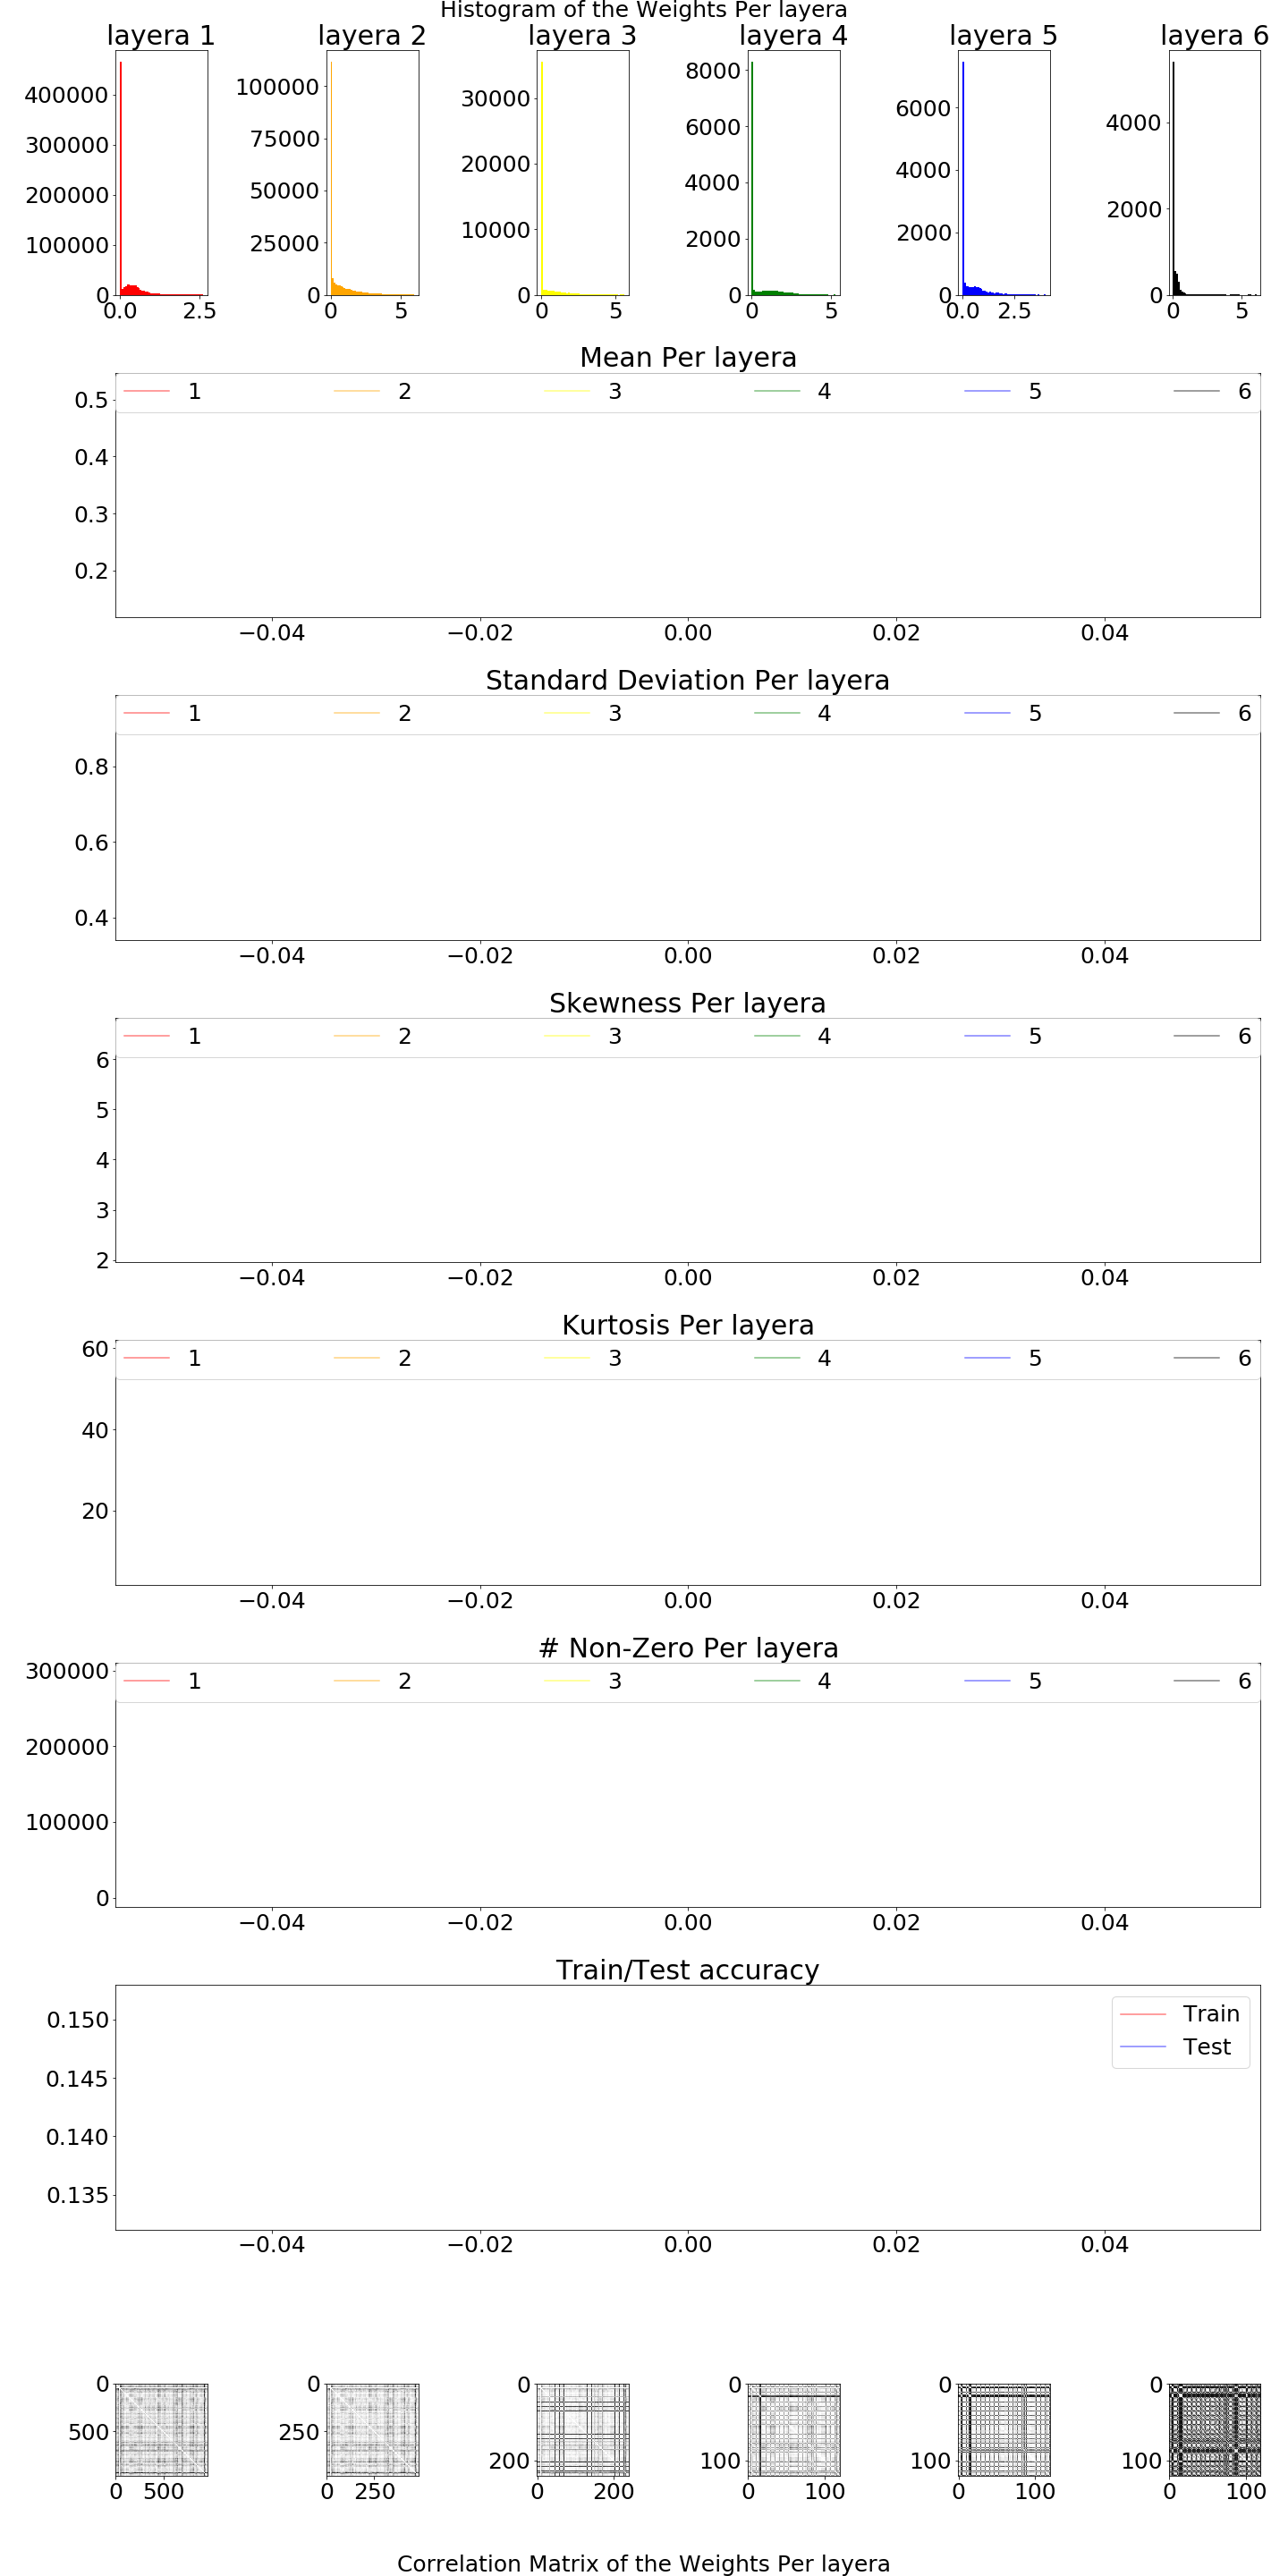 Histogram of the Weights Per layera
layera 1 layera 2 layera 3 layera 4 layera 5 layera 6
400000 300000 200000 100000 0 0.0 2.5
100000 75000 50000 25000 0 0 5
30000 20000 10000 0 0 5
8000 6000 4000 2000 0 0 5
6000 4000 2000 0 0.0 2.5
4000 2000 0 0 5
Mean Per layera
1 2 3 4 5 6
0.5
0.4
0.3
0.2
−0.04 −0.02 0.00 0.02 0.04
Standard Deviation Per layera
1 2 3 4 5 6
0.8
0.6
0.4
−0.04 −0.02 0.00 0.02 0.04
Skewness Per layera
1 2 3 4 5 6
6
5
4
3
2
−0.04 −0.02 0.00 0.02 0.04
Kurtosis Per layera
60
1 2 3 4 5 6
40
20
−0.04 −0.02 0.00 0.02 0.04
# Non-Zero Per layera
300000
1 2 3 4 5 6
200000
100000
0
−0.04 −0.02 0.00 0.02 0.04
Train/Test accuracy
Train
Test
0.150
0.145
0.140
0.135
−0.04 −0.02 0.00 0.02 0.04
0 500 0 500
0 250 0 250
0 200 0 200
0 100 0 100
0 100 0 100
0 100 0 100
Correlation Matrix of the Weights Per layera